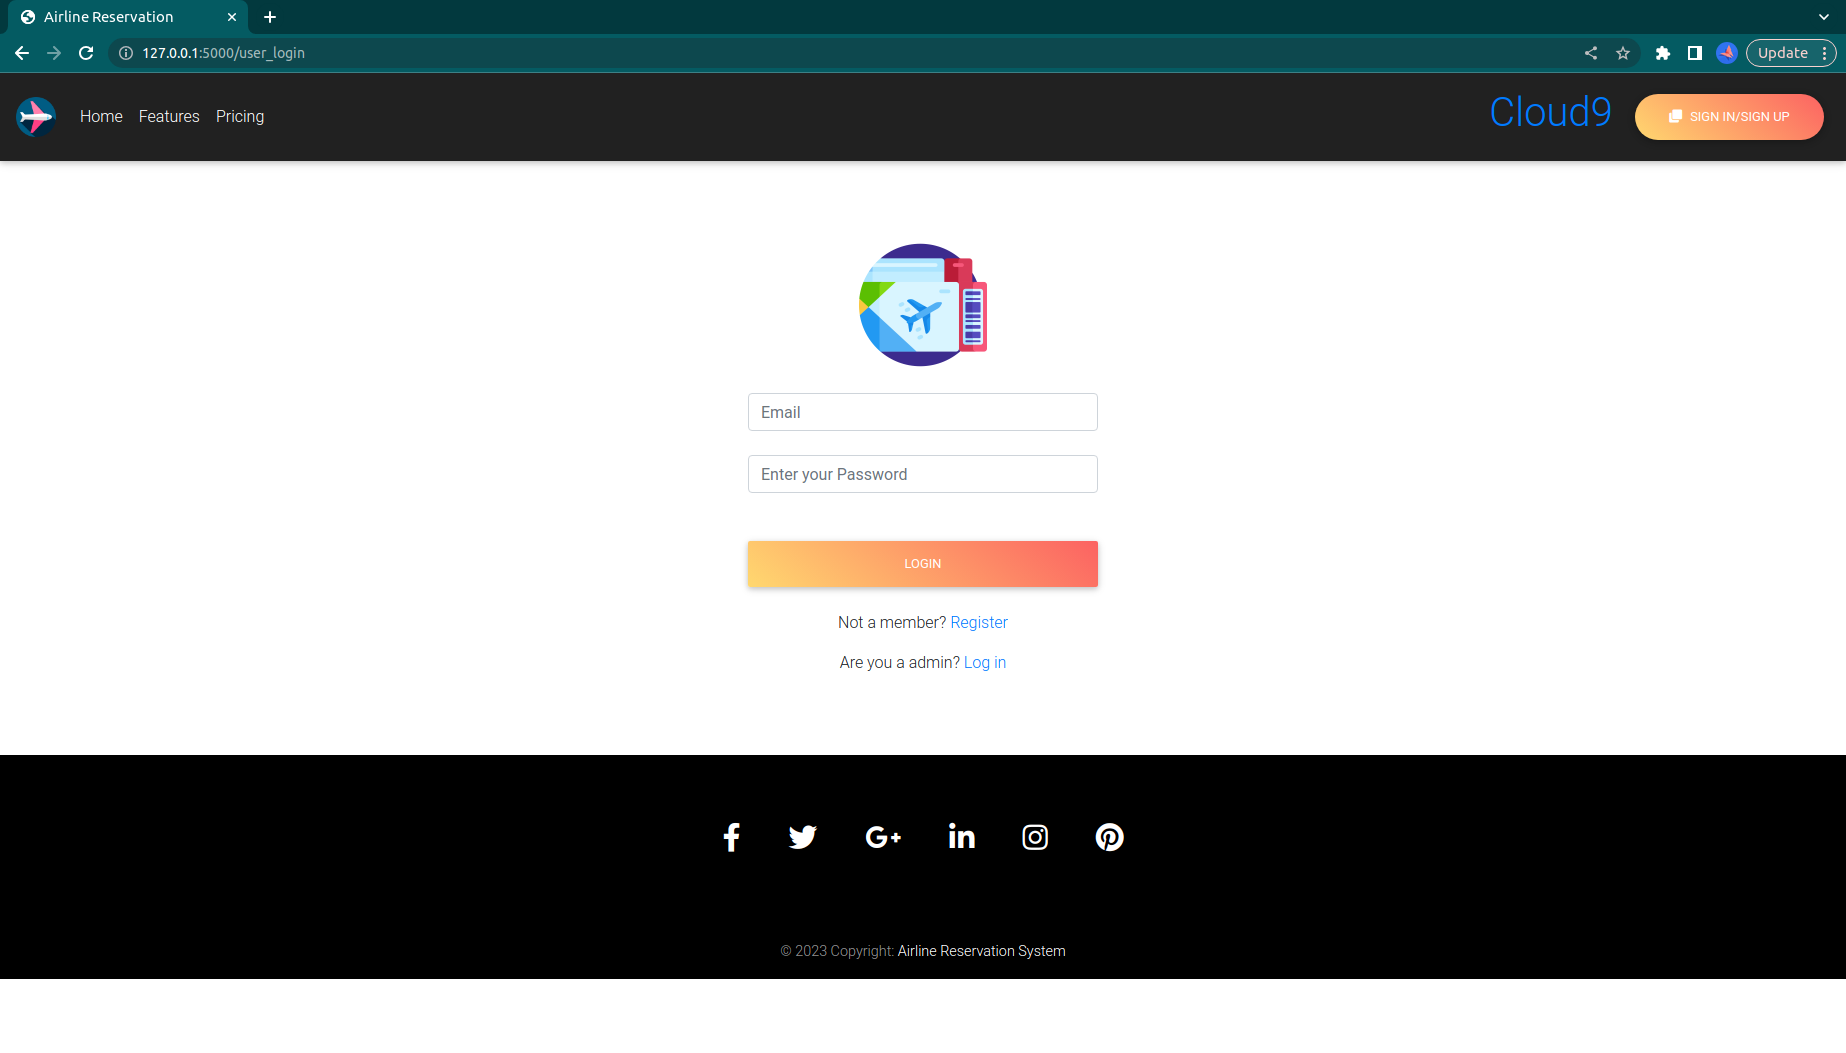 Airline Reservation
127.0.0.1:5000/user_login
Update
Home Features Pricing
Cloud9
SIGN IN/SIGN UP
Email
Enter your Password
LOGIN
Not a member? Register
Are you a admin? Log in
© 2023 Copyright: Airline Reservation System